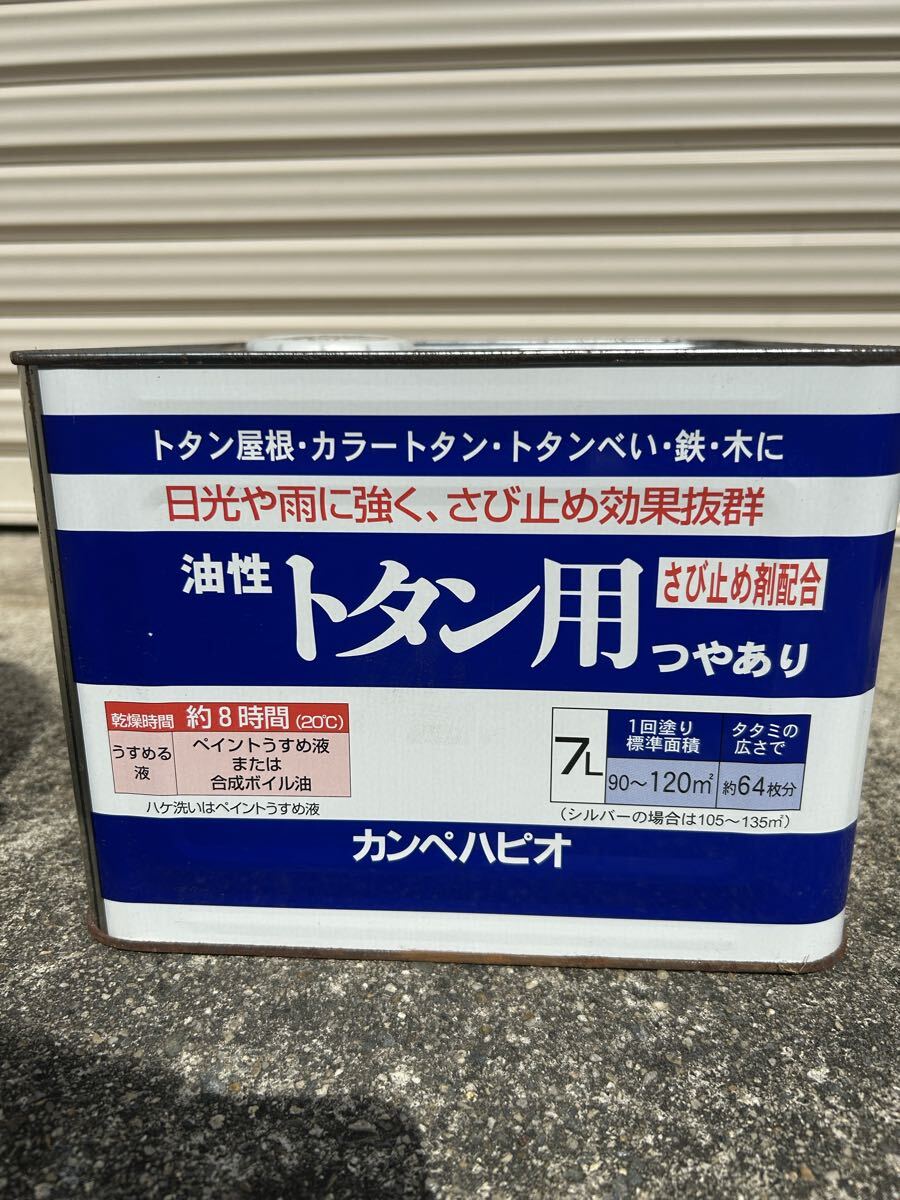 トタン屋根・カラートタン・トタンべい・鉄・木に
日光や雨に強く、さび止め効果抜群
油性 トタン用 さび止め剤配合
つやあり
乾燥時間 約8時間(20℃)
うすめる液 ペイントうすめ液または合成ボイル油
ハケ洗いはペイントうすめ液
7L
1回塗り標準面積 タタミの広さで
90〜120㎡ 約64枚分
(シルバーの場合は105〜135㎡)
カンペハピオ